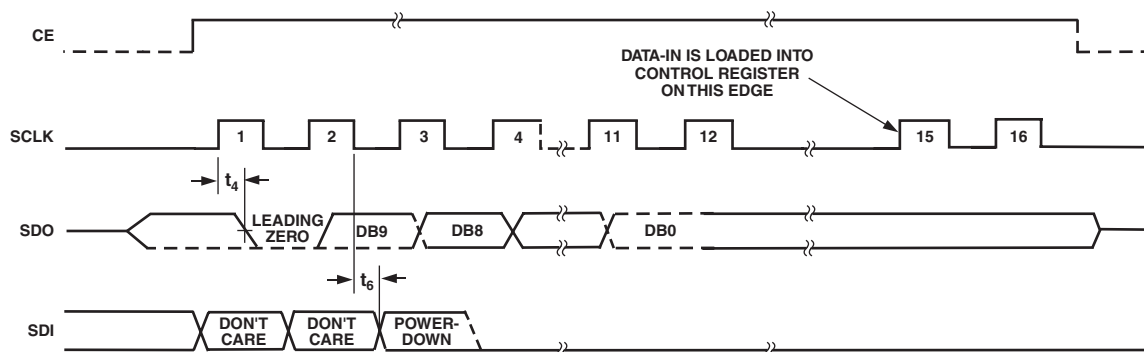 CE
DATA-IN IS LOADED INTO
CONTROL REGISTER
ON THIS EDGE
SCLK
1
2
3
4
11
12
15
16
t4
SDO
LEADING
ZERO
DB9
DB8
DB0
t6
SDI
DON'T
CARE
DON'T
CARE
POWER-
DOWN